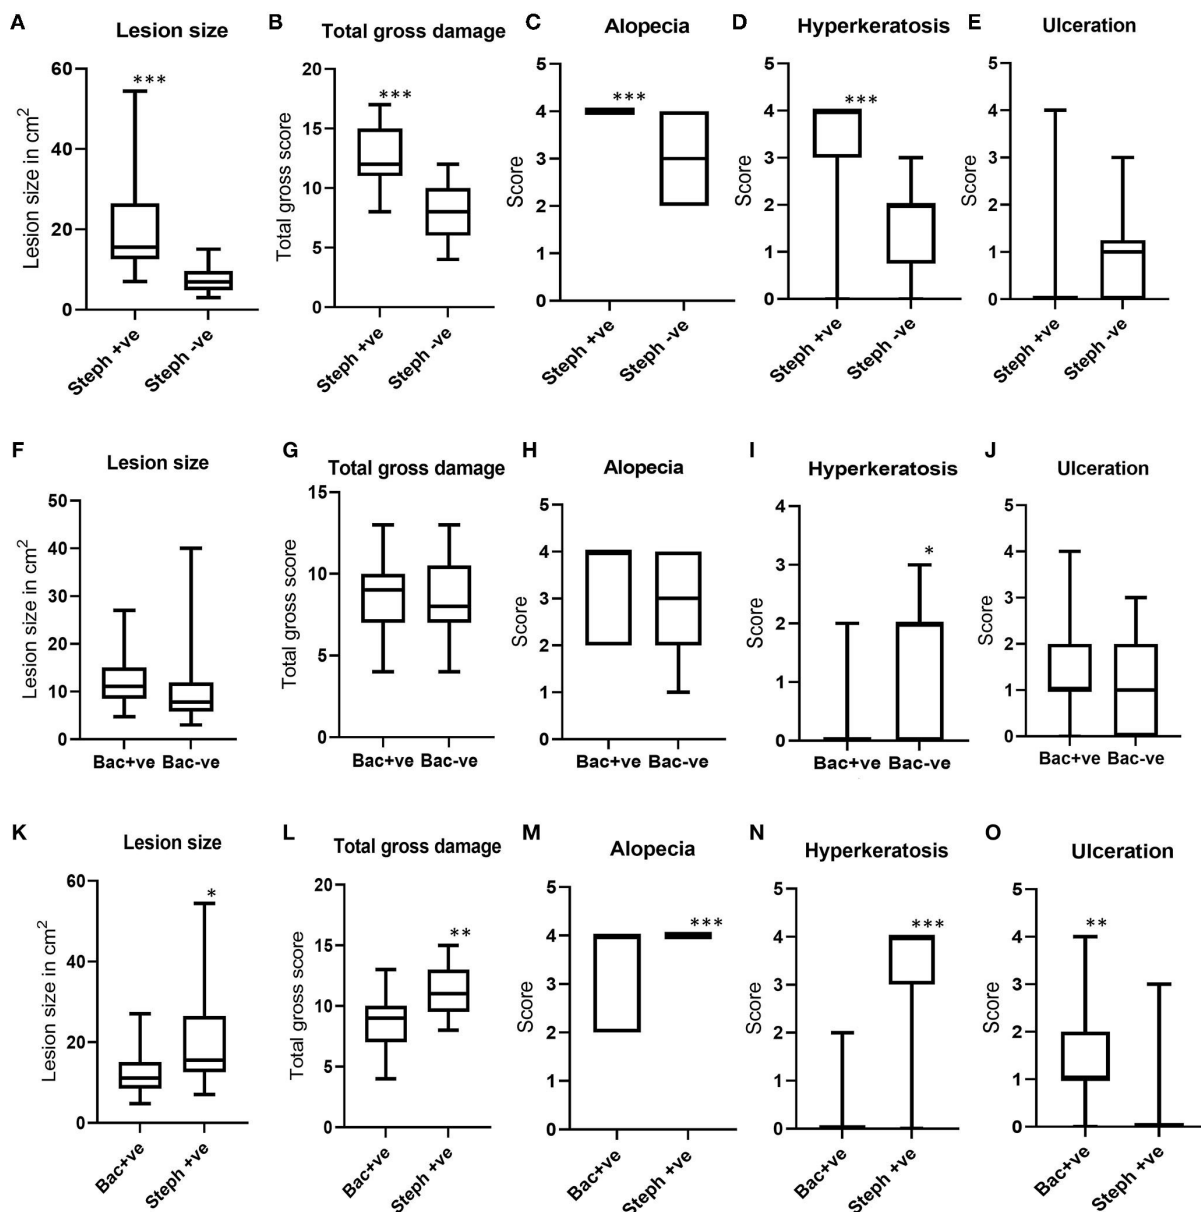 A Lesion size
Lesion size in cm²
60
40
20
0
***
Steph +ve
Steph -ve
B Total gross damage
Total gross score
20
15
10
5
0
***
Steph +ve
Steph -ve
C Alopecia
Score
5
4
3
2
1
0
***
Steph +ve
Steph -ve
D Hyperkeratosis
Score
5
4
3
2
1
0
***
Steph +ve
Steph -ve
E Ulceration
Score
5
4
3
2
1
0
Steph +ve
Steph -ve
F Lesion size
Lesion size in cm²
50
40
30
20
10
0
Bac+ve Bac-ve
G Total gross damage
Total gross score
15
10
5
0
Bac+ve Bac-ve
H Alopecia
Score
5
4
3
2
1
0
Bac+ve Bac-ve
I Hyperkeratosis
Score
4
3
2
1
0
*
Bac+ve Bac-ve
J Ulceration
Score
5
4
3
2
1
0
Bac+ve Bac-ve
K Lesion size
Lesion size in cm²
60
40
20
0
*
Bac+ve
Steph +ve
L Total gross damage
Total gross score
20
15
10
5
0
**
Bac+ve
Steph +ve
M Alopecia
Score
5
4
3
2
1
0
***
Bac+ve
Steph +ve
N Hyperkeratosis
Score
5
4
3
2
1
0
***
Bac+ve
Steph +ve
O Ulceration
Score
5
4
3
2
1
0
**
Bac+ve
Steph +ve